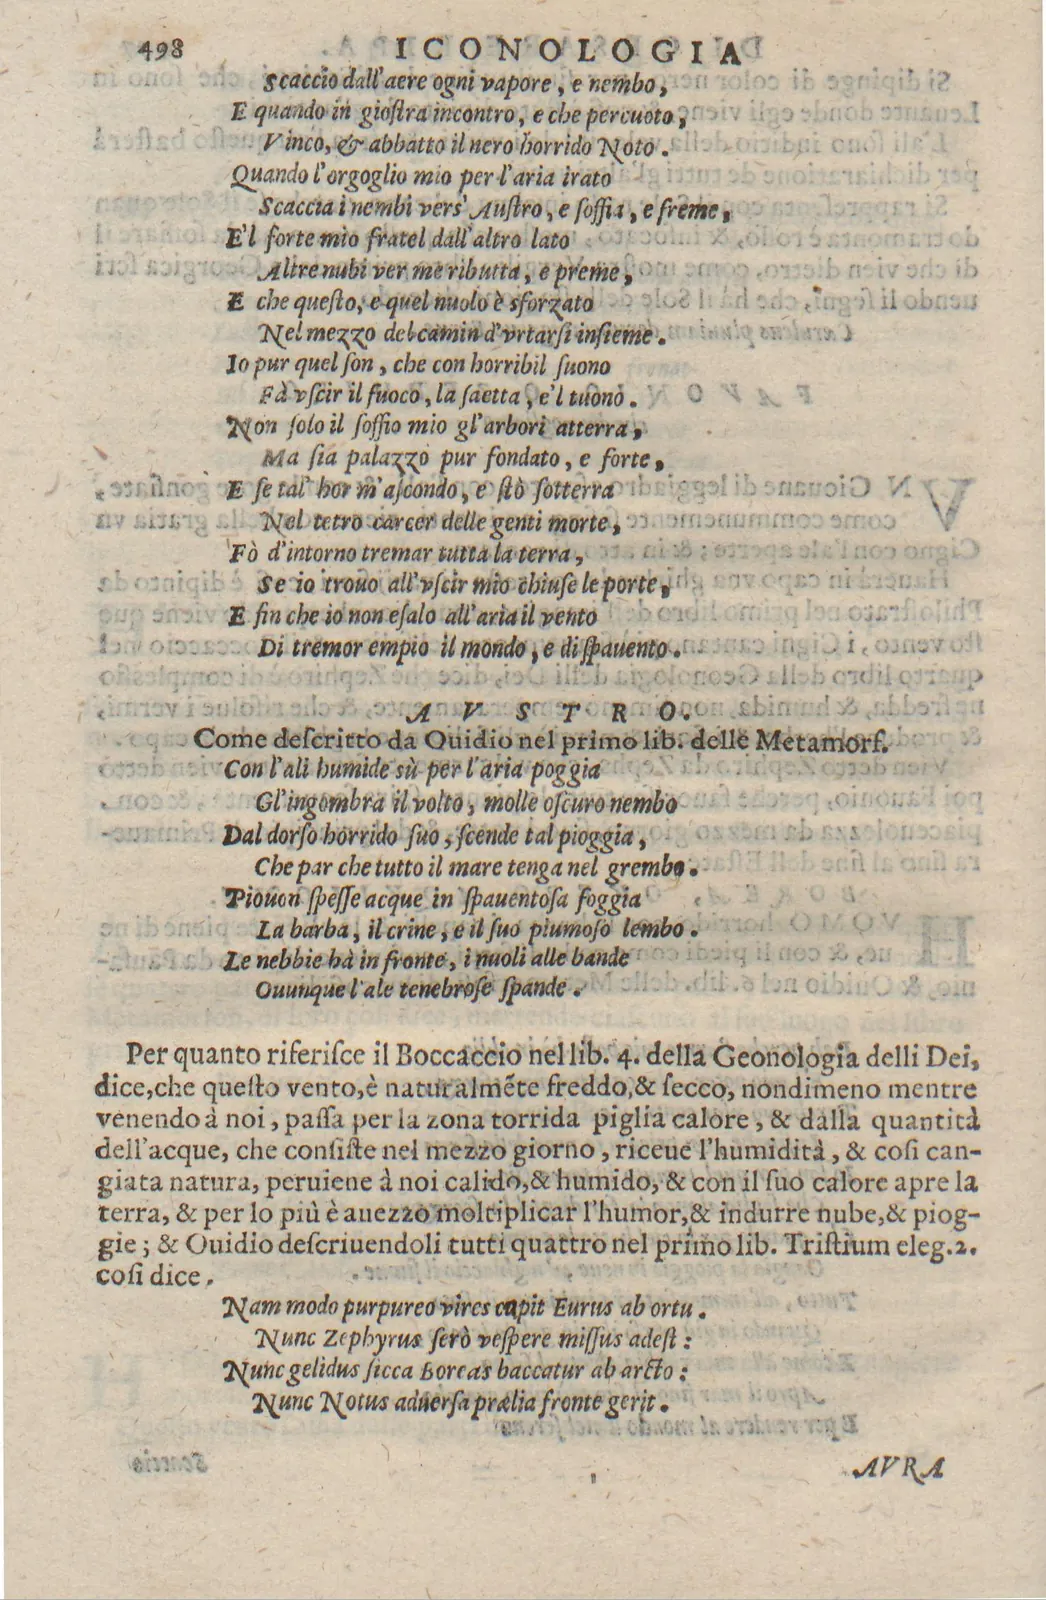 498 ICONOLOGIA
Scaccio dall'aere ogni vapore, e nembo,
E quando in gioſtra incontro, e che percuoto,
Vinco, & abbatto il nero horrido Noto.
Quando l'orgoglio mio per l'aria irato
Scaccia i nembi vers' Auſtro, e ſoffia, e freme,
E'l forte mio fratel dall'altro lato
Altre nubi ver me ributta, e preme,
E che queſto, e quel nuolo è sforzato
Nel mezzo del camin d'vrtarſi inſieme.
Io pur quel ſon, che con horribil ſuono
Fà vſcir il fuoco, la ſaetta, e'l tuono.
Non ſolo il ſoffio mio gl'arbori atterra,
Ma ſia palazzo pur fondato, e forte,
E ſe tal' hor m'aſcondo, e ſtò ſotterra
Nel tetro carcer delle genti morte,
Fò d'intorno tremar tutta la terra,
Se io trouo all'vſcir mio chiuſe le porte,
E fin che io non eſalo all'aria il vento
Di tremor empio il mondo, e di ſpauento.
AVSTRO.
Come deſcritto da Ouidio nel primo lib. delle Metamorf.
Con l'ali humide sù per l'aria poggia
Gl'ingombra il volto, molle oſcuro nembo
Dal dorſo horrido ſuo, ſcende tal pioggia,
Che par che tutto il mare tenga nel grembo.
Piouon ſpeſſe acque in ſpauentoſa foggia
La barba, il crine, e il ſuo piumoſo lembo.
Le nebbie hà in fronte, i nuoli alle bande
Ouunque l'ale tenebroſe ſpande.
Per quanto riferiſce il Boccaccio nel lib. 4. della Geonologia delli Dei,
dice, che queſto vento, è naturalmẽte freddo, & ſecco, nondimeno mentre
venendo à noi, paſſa per la zona torrida piglia calore, & dalla quantità
dell'acque, che conſiſte nel mezzo giorno, riceue l'humidità, & coſi can-
giata natura, peruiene à noi calido, & humido, & con il ſuo calore apre la
terra, & per lo più è auezzo moltiplicar l'humor, & indurre nube, & piog-
gie; & Ouidio deſcriuendoli tutti quattro nel primo lib. Triſtium eleg. 2.
coſi dice.
Nam modo purpureo vires capit Eurus ab ortu.
Nunc Zephyrus ſerò veſpere miſſus adeſt:
Nunc gelidus ſicca Boreas baccatur ab arcto:
Nunc Notus aduerſa prælia fronte gerit.
AVRA